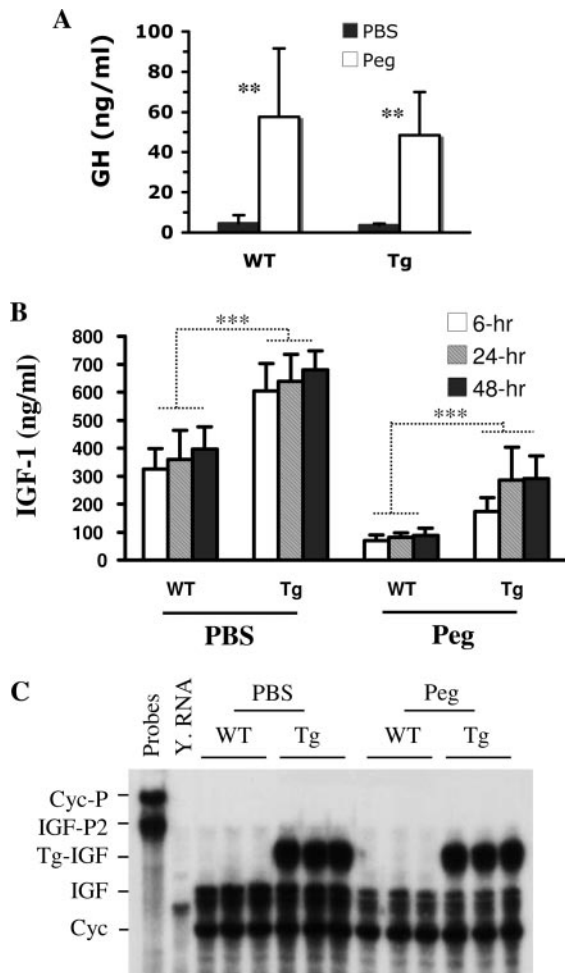 A
PBS
Peg
GH (ng/ml)
100
80
60
40
20
0
**
**
WT
Tg
B
IGF-1 (ng/ml)
800
700
600
500
400
300
200
100
0
***
***
6-hr
24-hr
48-hr
WT
Tg
WT
Tg
PBS
Peg
C
Probes
Y. RNA
PBS
Peg
WT
Tg
WT
Tg
Cyc-P
IGF-P2
Tg-IGF
IGF
Cyc